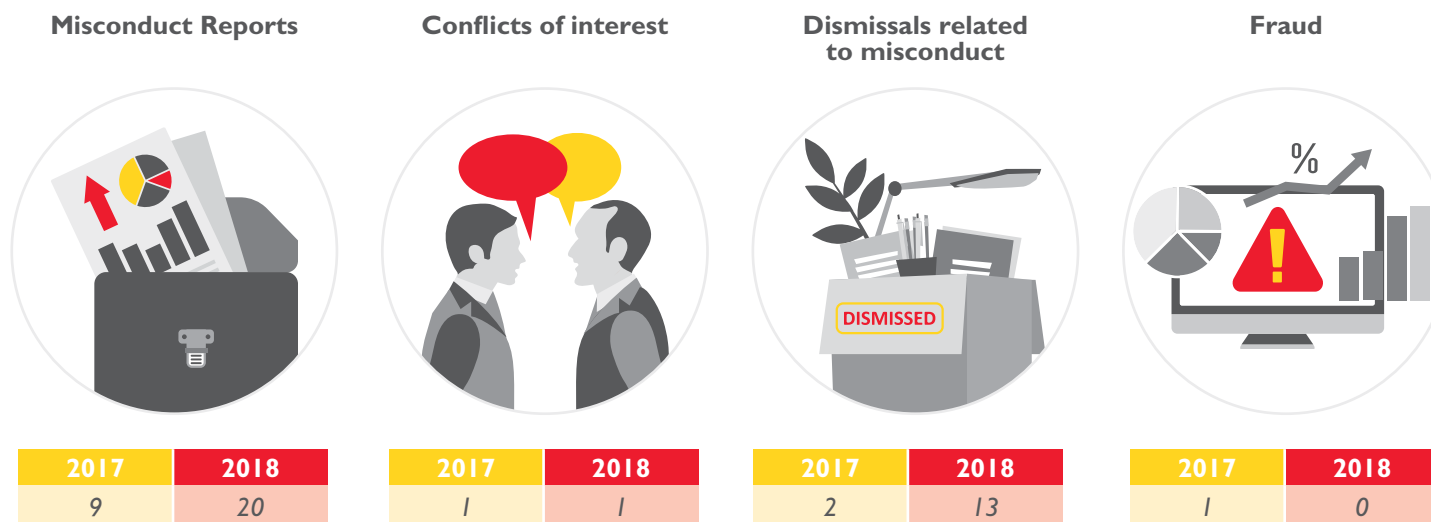 Misconduct Reports
Conflicts of interest
Dismissals related
to misconduct
Fraud
%
!
DISMISSED
2017 2018
9 20
2017 2018
1 1
2017 2018
2 13
2017 2018
1 0